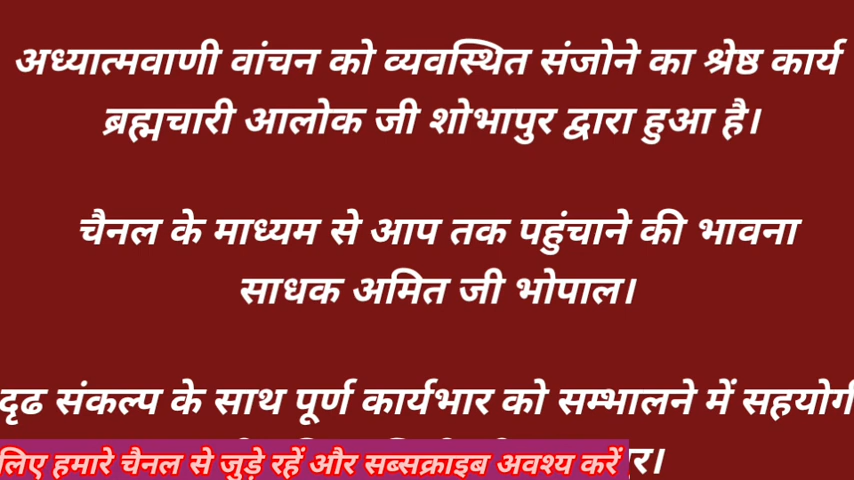 अध्यात्मवाणी वांचन को व्यवस्थित संजोने का श्रेष्ठ कार्य
ब्रह्मचारी आलोक जी शोभापुर द्वारा हुआ है।
चैनल के माध्यम से आप तक पहुंचाने की भावना
साधक अमित जी भोपाल।
दृढ संकल्प के साथ पूर्ण कार्यभार को सम्भालने में सहयोगी
लिए हमारे चैनल से जुड़े रहें और सब्सक्राइब अवश्य करें